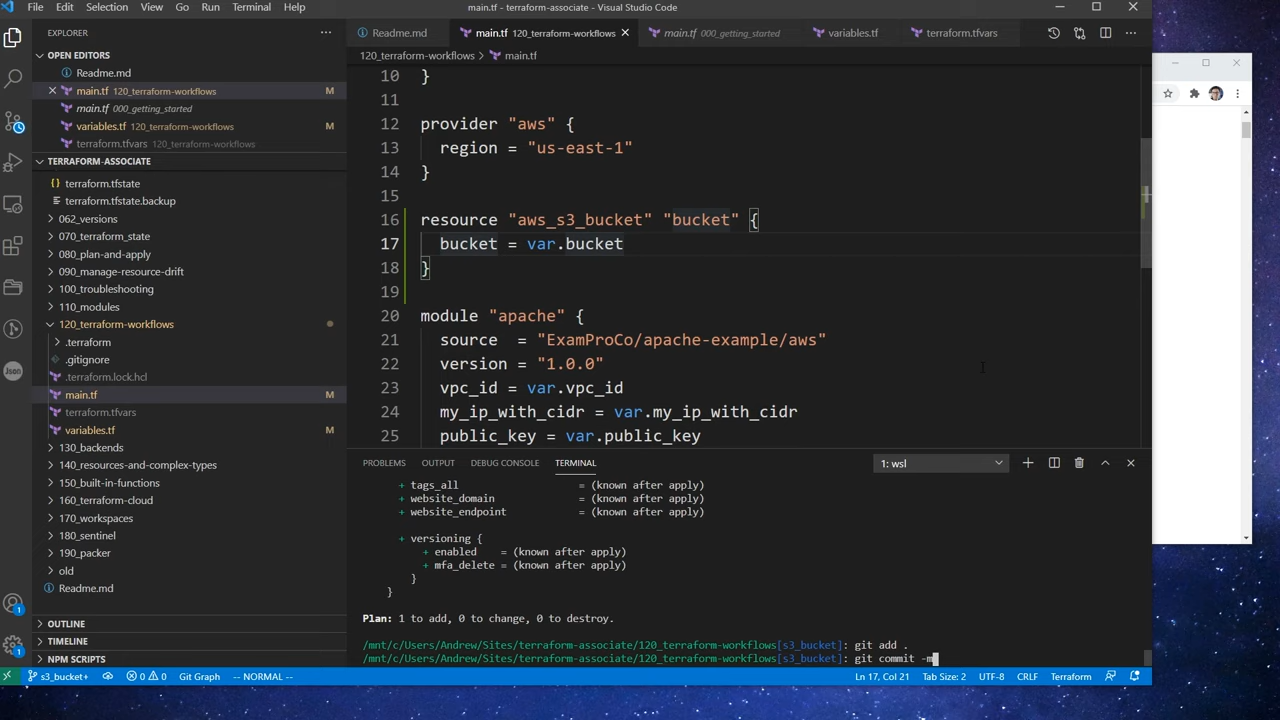 File Edit Selection View Go Run Terminal Help
main.tf - terraform-associate - Visual Studio Code
EXPLORER
OPEN EDITORS
Readme.md
main.tf 120_terraform-workflows M
main.tf 000_getting_started
variables.tf 120_terraform-workflows M
terraform.tfvars 120_terraform-workflows
TERRAFORM-ASSOCIATE
terraform.tfstate
terraform.tfstate.backup
062_versions
070_terraform_state
080_plan-and-apply
090_manage-resource-drift
100_troubleshooting
110_modules
120_terraform-workflows
.terraform
.gitignore
.terraform.lock.hcl
main.tf M
terraform.tfvars
variables.tf M
130_backends
140_resources-and-complex-types
150_built-in-functions
160_terraform-cloud
170_workspaces
180_sentinel
190_packer
old
Readme.md
OUTLINE
TIMELINE
NPM SCRIPTS
Json
1
1
Readme.md
main.tf 120_terraform-workflows
main.tf 000_getting_started
variables.tf
terraform.tfvars
120_terraform-workflows > main.tf
10 }
11
12 provider "aws" {
13 region = "us-east-1"
14 }
15
16 resource "aws_s3_bucket" "bucket" {
17 bucket = var.bucket
18 }
19
20 module "apache" {
21 source = "ExamProCo/apache-example/aws"
22 version = "1.0.0"
23 vpc_id = var.vpc_id
24 my_ip_with_cidr = var.my_ip_with_cidr
25 public_key = var.public_key
PROBLEMS OUTPUT DEBUG CONSOLE TERMINAL
1: wsl
+ tags_all = (known after apply)
+ website_domain = (known after apply)
+ website_endpoint = (known after apply)
+ versioning {
+ enabled = (known after apply)
+ mfa_delete = (known after apply)
}
}
Plan: 1 to add, 0 to change, 0 to destroy.
/mnt/c/Users/Andrew/Sites/terraform-associate/120_terraform-workflows[s3_bucket]: git add .
/mnt/c/Users/Andrew/Sites/terraform-associate/120_terraform-workflows[s3_bucket]: git commit -m
s3_bucket+ 0 0 Git Graph -- NORMAL -- Ln 17, Col 21 Tab Size: 2 UTF-8 CRLF Terraform